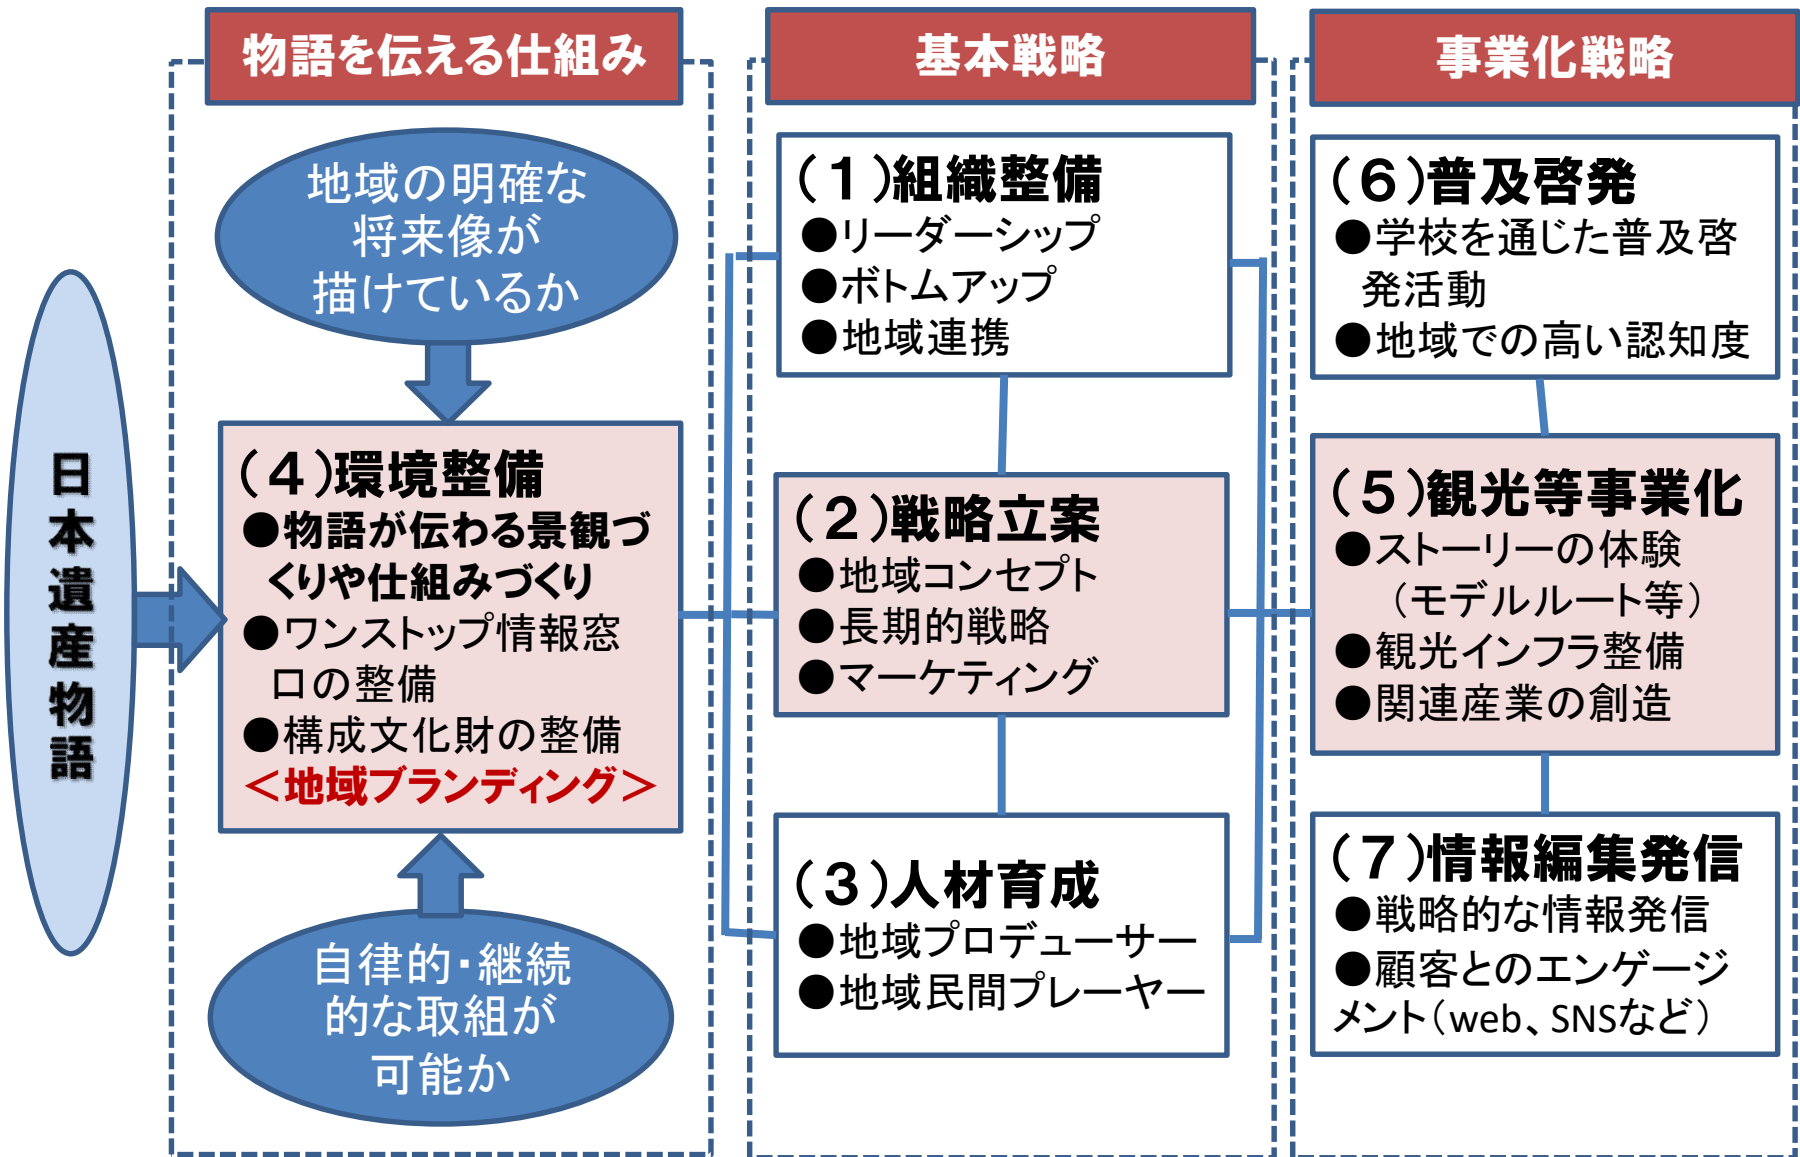 日本遺産物語
物語を伝える仕組み
地域の明確な
将来像が
描けているか
(4)環境整備
●物語が伝わる景観づ
くりや仕組みづくり
●ワンストップ情報窓
口の整備
●構成文化財の整備
＜地域ブランディング＞
自律的・継続
的な取組が
可能か
基本戦略
(1)組織整備
●リーダーシップ
●ボトムアップ
●地域連携
(2)戦略立案
●地域コンセプト
●長期的戦略
●マーケティング
(3)人材育成
●地域プロデューサー
●地域民間プレーヤー
事業化戦略
(6)普及啓発
●学校を通じた普及啓
発活動
●地域での高い認知度
(5)観光等事業化
●ストーリーの体験
(モデルルート等)
●観光インフラ整備
●関連産業の創造
(7)情報編集発信
●戦略的な情報発信
●顧客とのエンゲージ
メント(web、SNSなど)